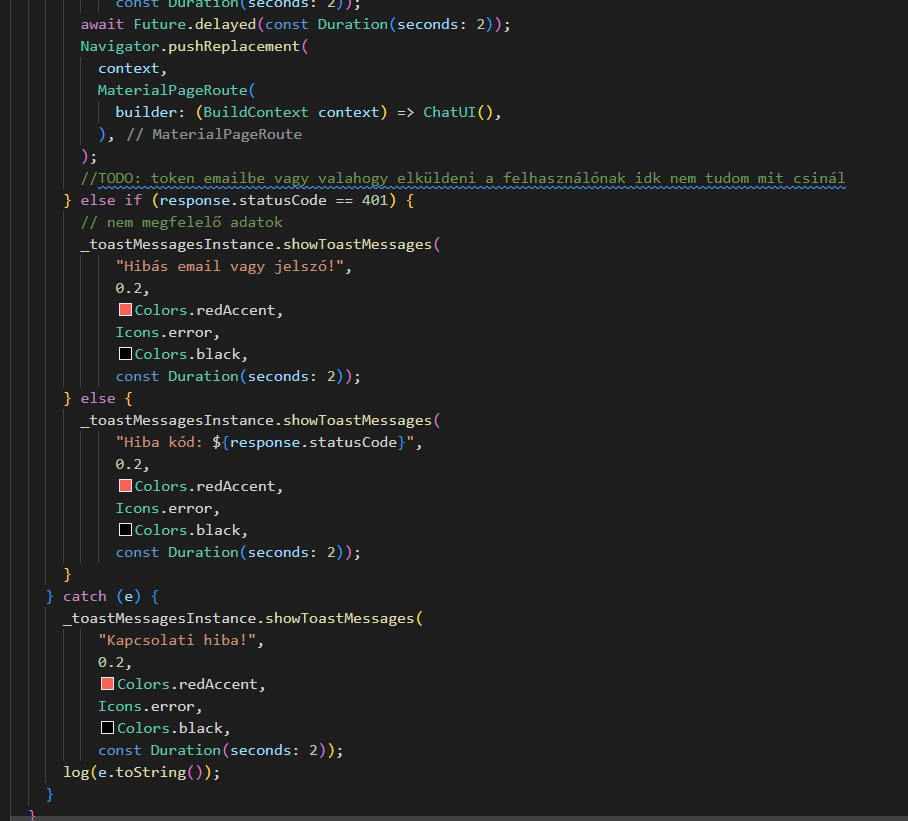 const Duration(seconds: 2));
await Future.delayed(const Duration(seconds: 2));
Navigator.pushReplacement(
context,
MaterialPageRoute(
builder: (BuildContext context) => ChatUI(),
), // MaterialPageRoute
);
//TODO: token emailbe vagy valahogy elküldeni a felhasználónak idk nem tudom mit csinál
} else if (response.statusCode == 401) {
// nem megfelelő adatok
_toastMessagesInstance.showToastMessages(
"Hibás email vagy jelszó!",
0.2,
Colors.redAccent,
Icons.error,
Colors.black,
const Duration(seconds: 2));
} else {
_toastMessagesInstance.showToastMessages(
"Hiba kód: ${response.statusCode}",
0.2,
Colors.redAccent,
Icons.error,
Colors.black,
const Duration(seconds: 2));
}
} catch (e) {
_toastMessagesInstance.showToastMessages(
"Kapcsolati hiba!",
0.2,
Colors.redAccent,
Icons.error,
Colors.black,
const Duration(seconds: 2));
log(e.toString());
}
}